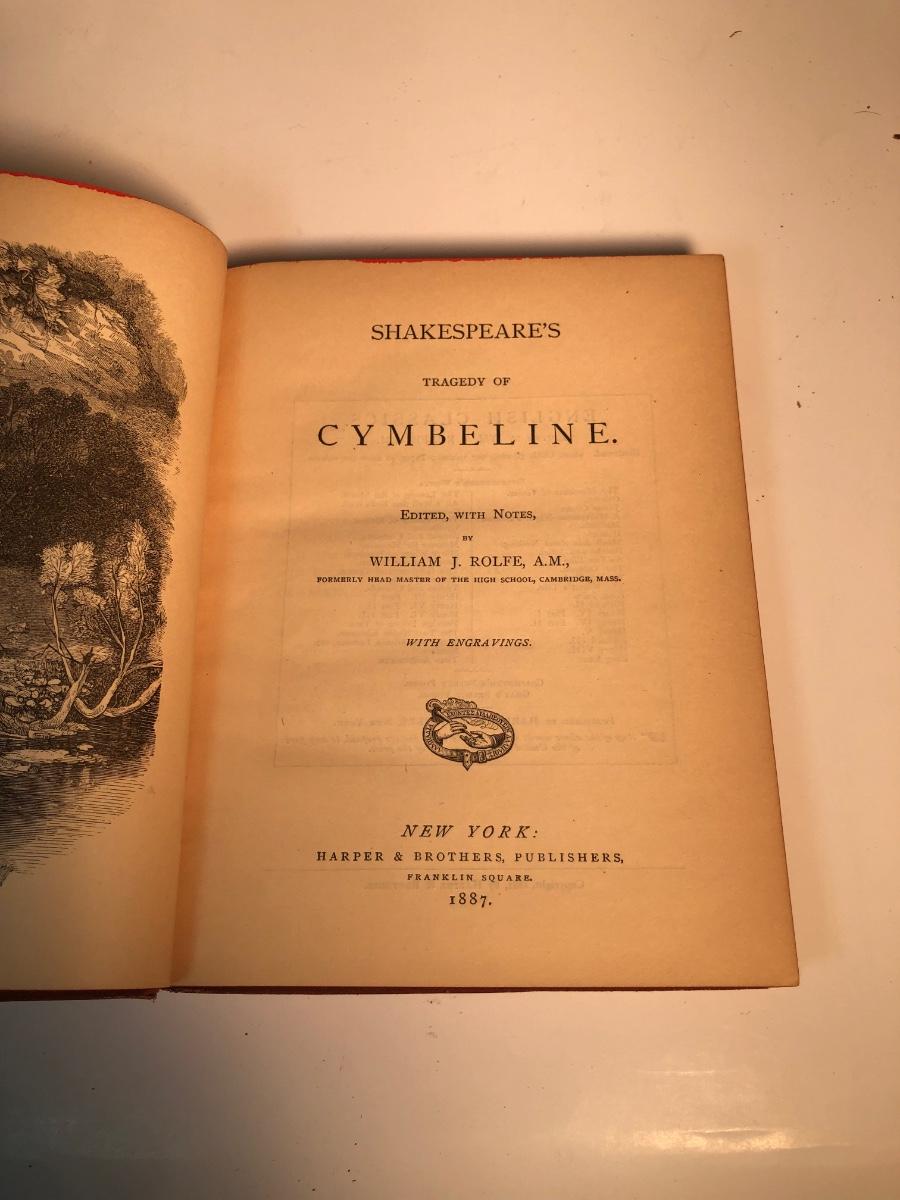 SHAKESPEARE'S
TRAGEDY OF
CYMBELINE.
EDITED, WITH NOTES,
BY
WILLIAM J. ROLFE, A.M.,
FORMERLY HEAD MASTER OF THE HIGH SCHOOL, CAMBRIDGE, MASS.
WITH ENGRAVINGS.
NEW YORK:
HARPER & BROTHERS, PUBLISHERS,
FRANKLIN SQUARE.
1887.